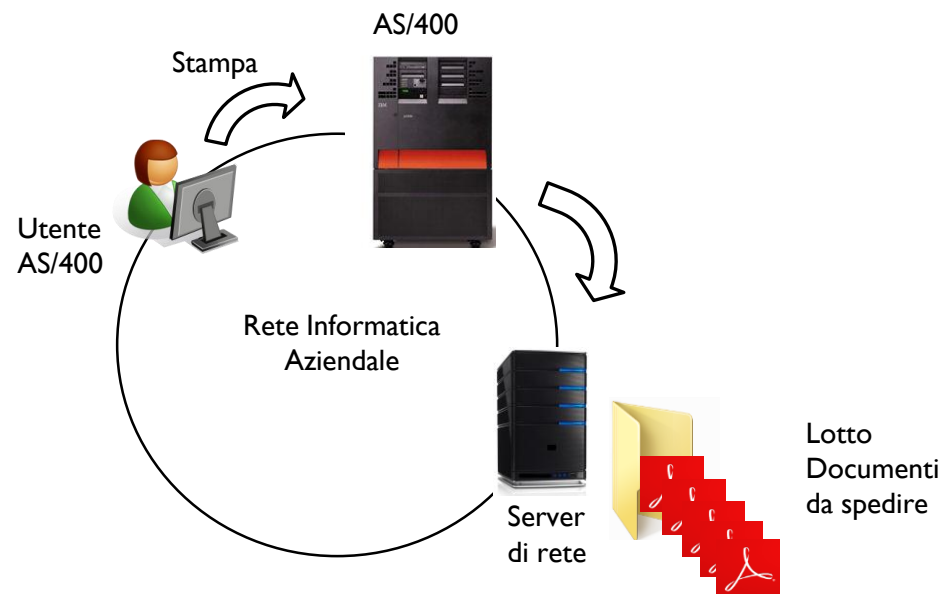 AS/400
Stampa
Utente
AS/400
Rete Informatica
Aziendale
Server
di rete
Lotto
Documenti
da spedire